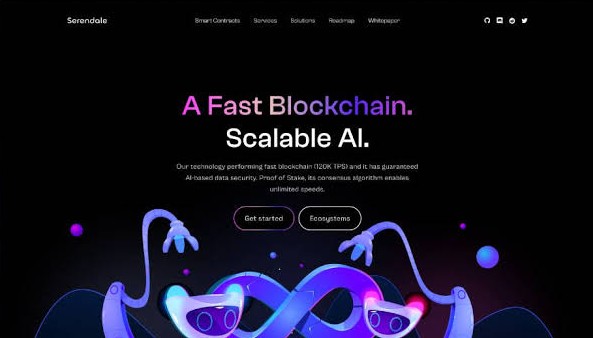 Serendale
Smart Contracts Services Solutions Roadmap Whitepaper
A Fast Blockchain.
Scalable AI.
Our technology performing fast blockchain (120K TPS) and it has guaranteed
AI-based data security. Proof of Stake, its consensus algorithm enables
unlimited speeds.
Get started Ecosystems